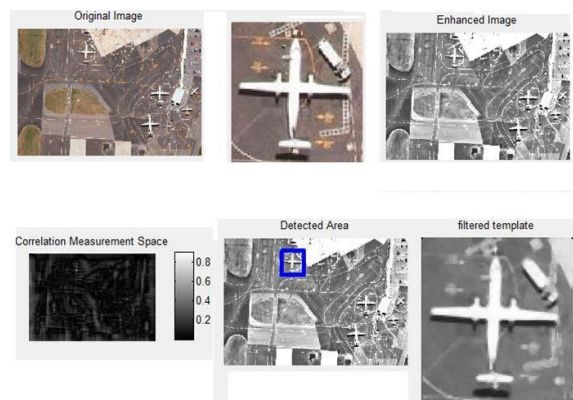 Original Image
Enhanced Image
Correlation Measurement Space
0.8
0.6
0.4
0.2
Detected Area
filtered template